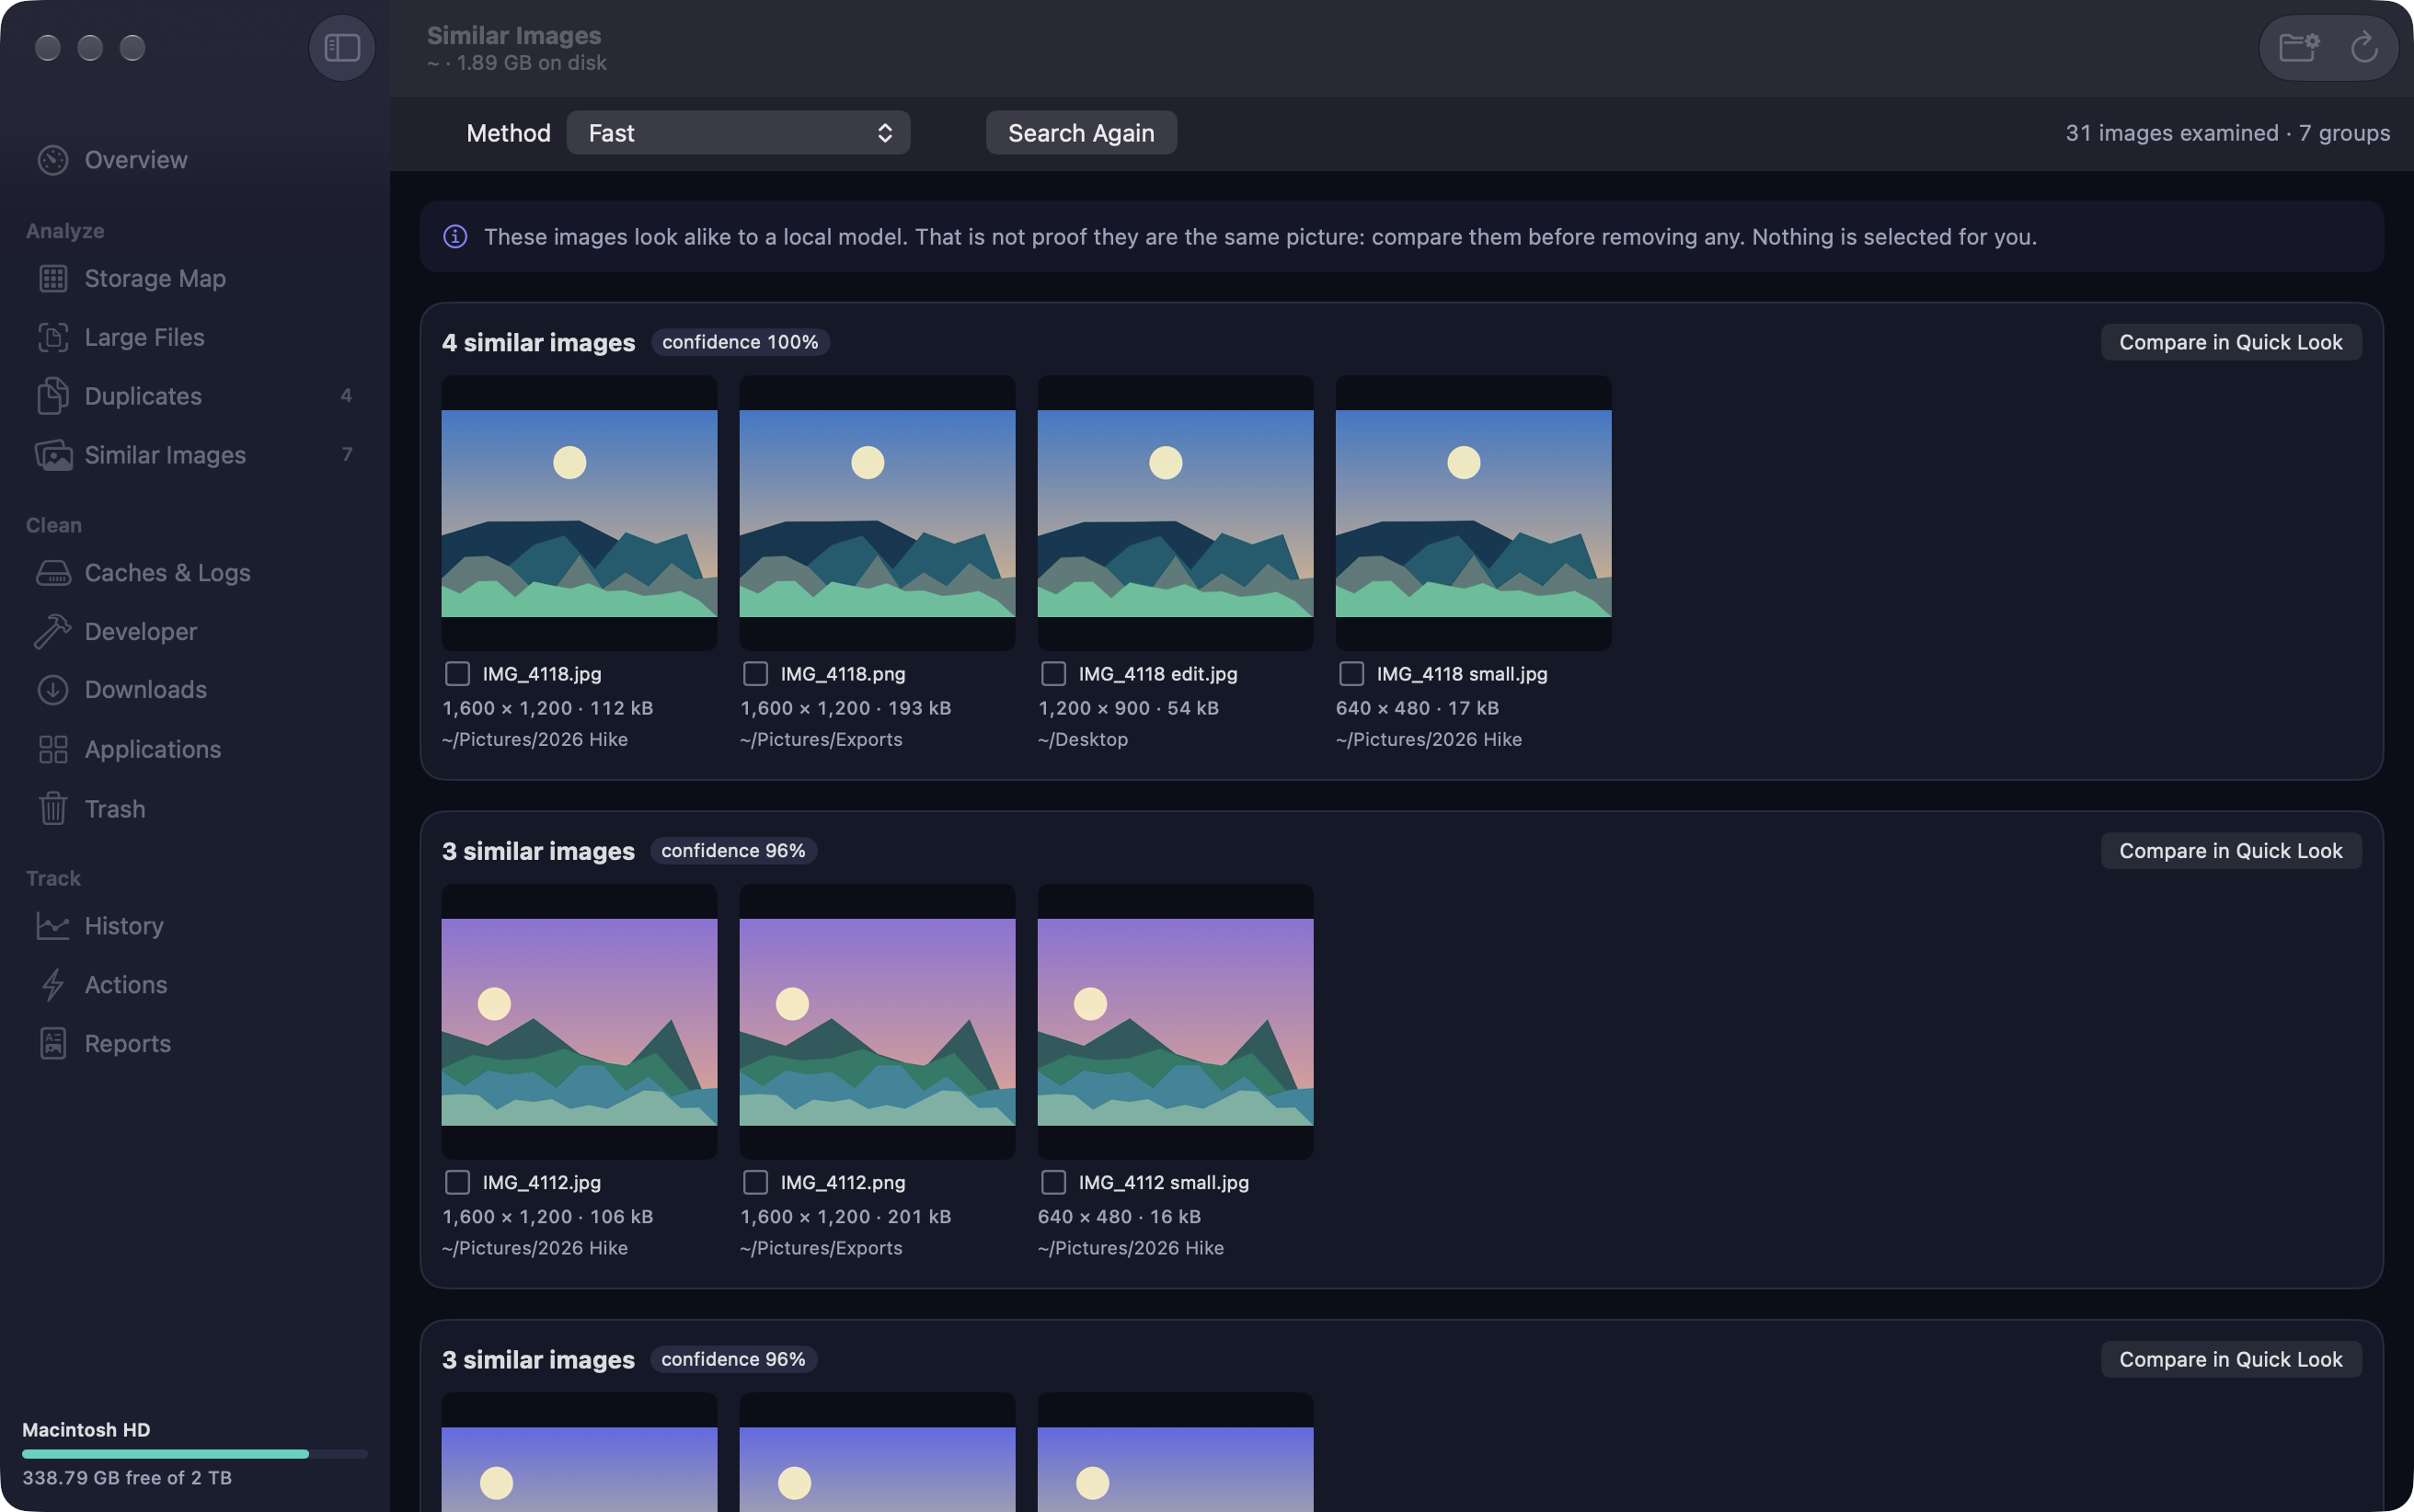 Similar Images
~ · 1.89 GB on disk
Overview
Analyze
Storage Map
Large Files
Duplicates 4
Similar Images 7
Clean
Caches & Logs
Developer
Downloads
Applications
Trash
Track
History
Actions
Reports
Macintosh HD
338.79 GB free of 2 TB
Method Fast Search Again 31 images examined · 7 groups
These images look alike to a local model. That is not proof they are the same picture: compare them before removing any. Nothing is selected for you.
4 similar images confidence 100% Compare in Quick Look
IMG_4118.jpg IMG_4118.png IMG_4118 edit.jpg IMG_4118 small.jpg
1,600 × 1,200 · 112 kB 1,600 × 1,200 · 193 kB 1,200 × 900 · 54 kB 640 × 480 · 17 kB
~/Pictures/2026 Hike ~/Pictures/Exports ~/Desktop ~/Pictures/2026 Hike
3 similar images confidence 96% Compare in Quick Look
IMG_4112.jpg IMG_4112.png IMG_4112 small.jpg
1,600 × 1,200 · 106 kB 1,600 × 1,200 · 201 kB 640 × 480 · 16 kB
~/Pictures/2026 Hike ~/Pictures/Exports ~/Pictures/2026 Hike
3 similar images confidence 96% Compare in Quick Look